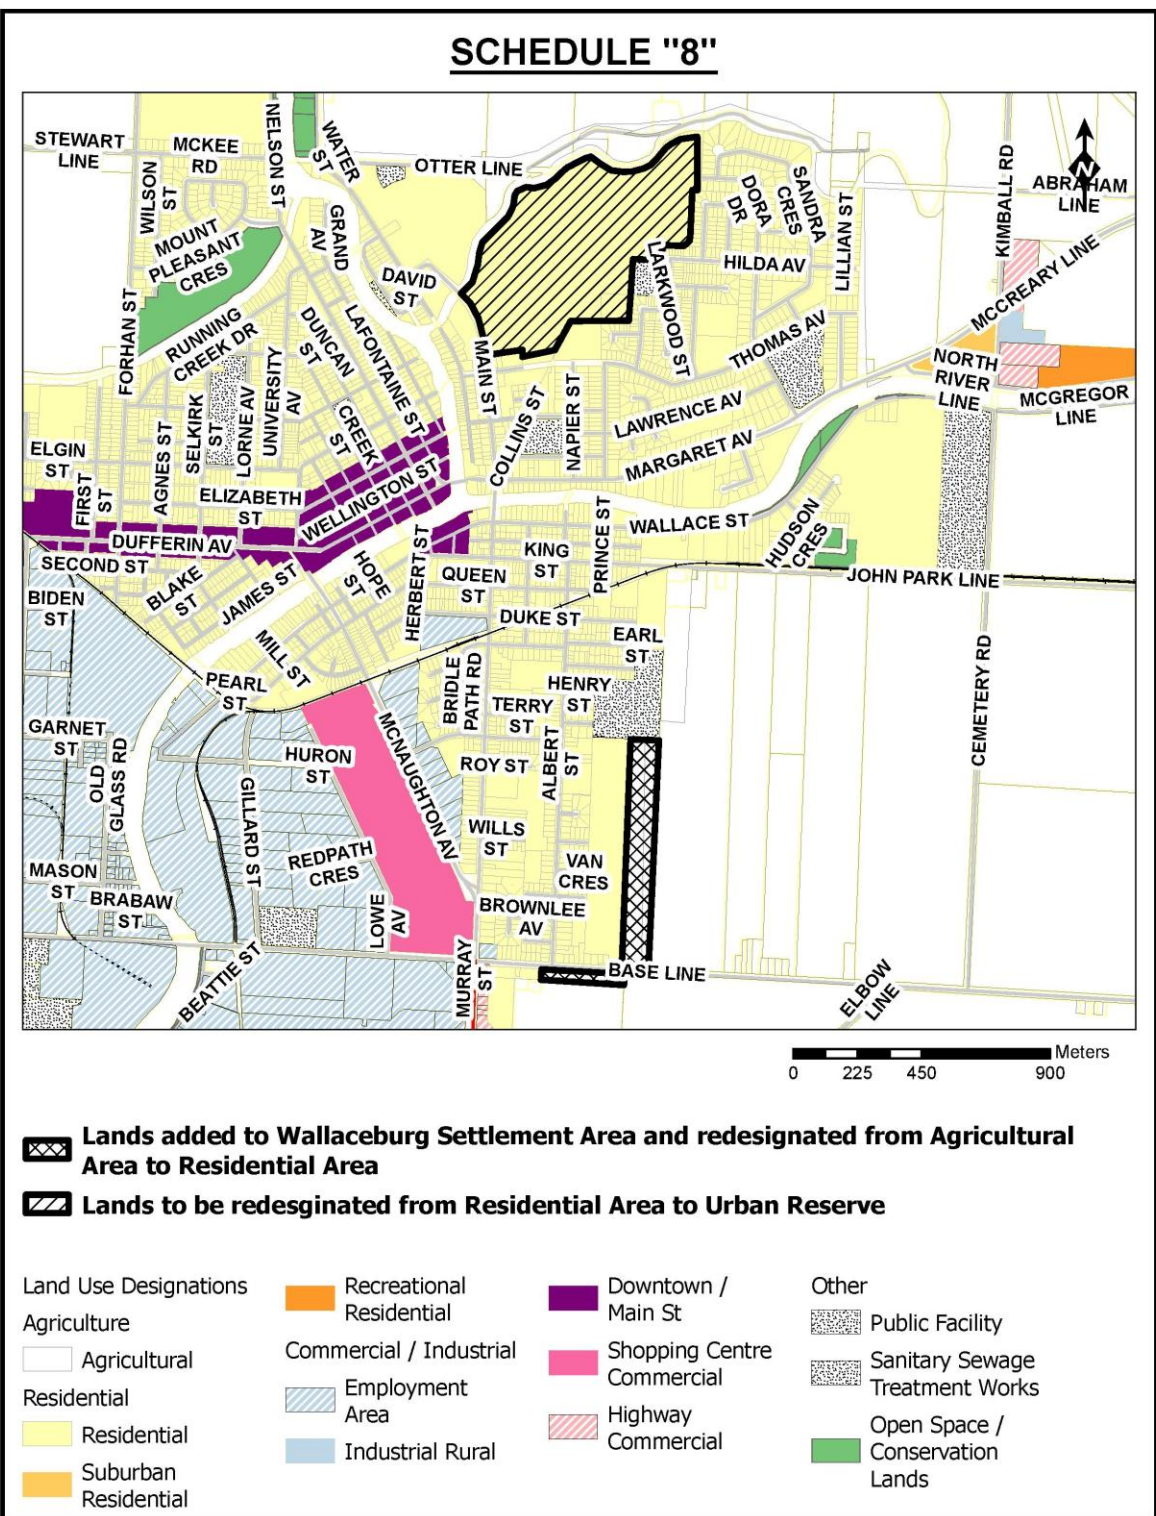 SCHEDULE "8"
STEWART
LINE
MCKEE
RD
NELSON ST
WATER
ST
OTTER LINE
WILSON
ST
MOUNT
PLEASANT
CRES
GRAND
AV
DAVID
ST
LARKWOOD ST
DORA
DR
SANDRA
CRES
HILDA AV
LILLIAN ST
KIMBALL RD
ABRAHAM
LINE
N
MCCREARY LINE
FORHAN ST
RUNNING
CREEK DR
DUNCAN
ST
LAFONTAINE ST
MAIN ST
THOMAS AV
NORTH
RIVER
LINE
MCGREGOR
LINE
UNIVERSITY
AV
LORNE AV
SELKIRK
ST
AGNES ST
CREEK
ST
COLLINS ST
NAPIER ST
LAWRENCE AV
MARGARET AV
ELGIN
ST
FIRST
ST
ELIZABETH
ST
WELLINGTON ST
DUFFERIN AV
SECOND ST
BLAKE
ST
JAMES ST
HOPE
ST
HERBERT ST
KING
ST
QUEEN
ST
PRINCE ST
WALLACE ST
HUDSON
CRES
JOHN PARK LINE
BIDEN
ST
DUKE ST
EARL
ST
MILL ST
PEARL
ST
BRIDLE
PATH RD
HENRY
ST
TERRY
ST
CEMETERY RD
GARNET
ST
OLD
GLASS RD
HURON
ST
MCNAUGHTON AV
ROY ST
ALBERT
ST
GILLARD ST
WILLS
ST
REDPATH
CRES
VAN
CRES
MASON
ST
BRABAW
ST
LOWE
AV
BROWNLEE
AV
BEATTIE ST
MURRAY
ST
BASE LINE
ELBOW
LINE
Meters
0 225 450 900
Lands added to Wallaceburg Settlement Area and redesignated from Agricultural
Area to Residential Area
Lands to be redesginated from Residential Area to Urban Reserve
Land Use Designations
Agriculture
Agricultural
Residential
Residential
Suburban
Residential
Recreational
Residential
Commercial / Industrial
Employment
Area
Industrial Rural
Downtown /
Main St
Shopping Centre
Commercial
Highway
Commercial
Other
Public Facility
Sanitary Sewage
Treatment Works
Open Space /
Conservation
Lands